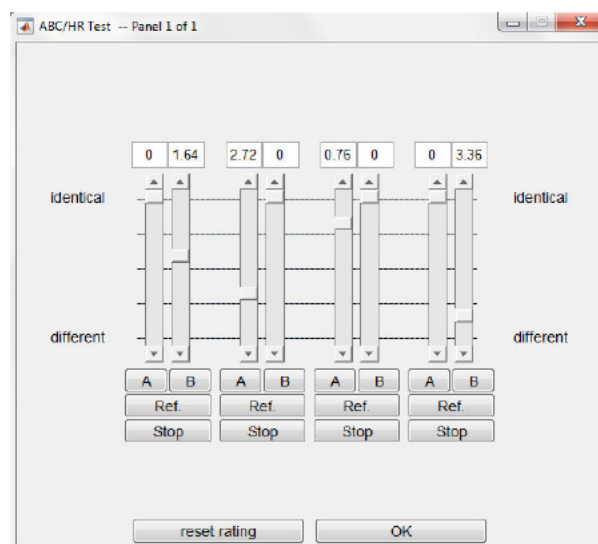 ABC/HR Test -- Panel 1 of 1
0 1.64 2.72 0 0.76 0 0 3.36
identical identical
different different
A B A B A B A B
Ref. Ref. Ref. Ref.
Stop Stop Stop Stop
reset rating OK